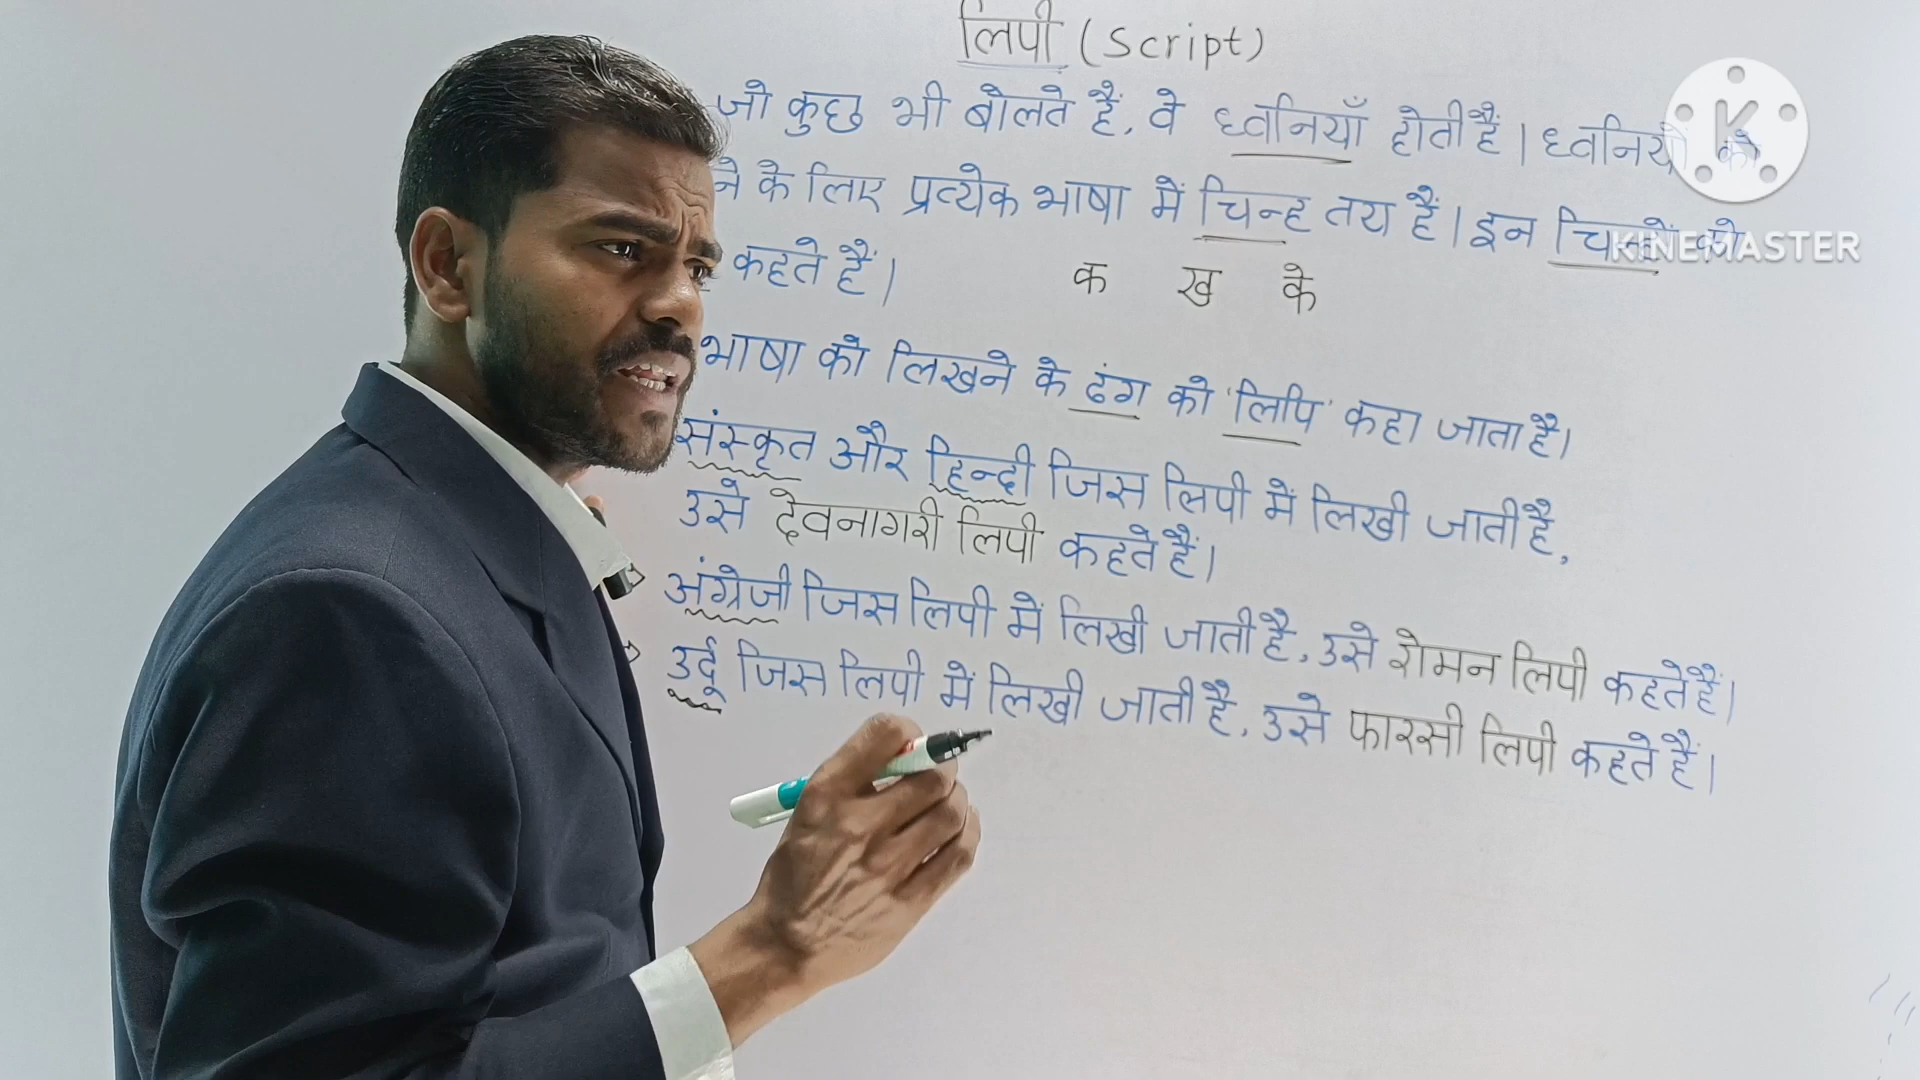 लिपी (Script)
जो कुछ भी बोलते हैं, वे ध्वनियाँ होती हैं। ध्वनियों को
ने के लिए प्रत्येक भाषा में चिन्ह तय हैं। इन चिन्हों को
कहते हैं।
क ख के
भाषा को लिखने के ढंग को 'लिपि' कहा जाता है।
संस्कृत और हिन्दी जिस लिपी में लिखी जाती है,
उसे देवनागरी लिपी कहते हैं।
अंग्रेजी जिस लिपी में लिखी जाती है, उसे रोमन लिपी कहते हैं।
उर्दू जिस लिपी में लिखी जाती है, उसे फारसी लिपी कहते हैं।
K
KINEMASTER